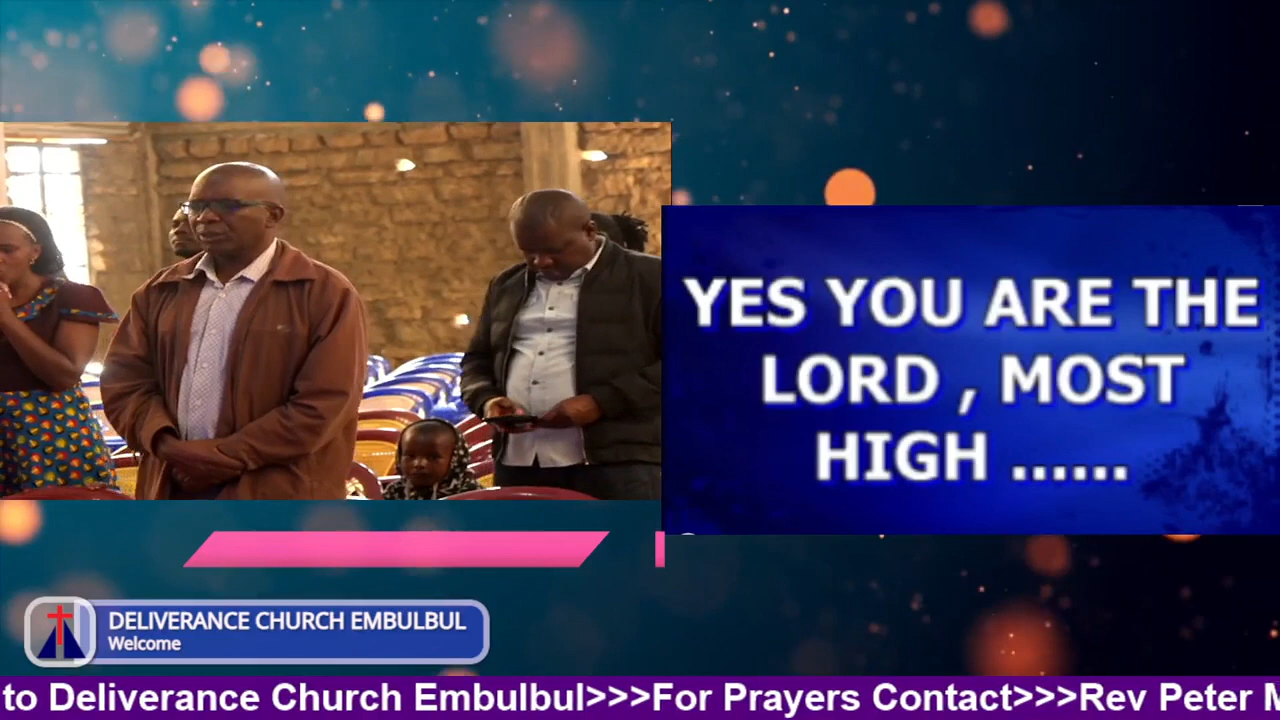 YES YOU ARE THE
LORD , MOST
HIGH ......
DELIVERANCE CHURCH EMBULBUL
Welcome
to Deliverance Church Embulbul>>>For Prayers Contact>>>Rev Peter